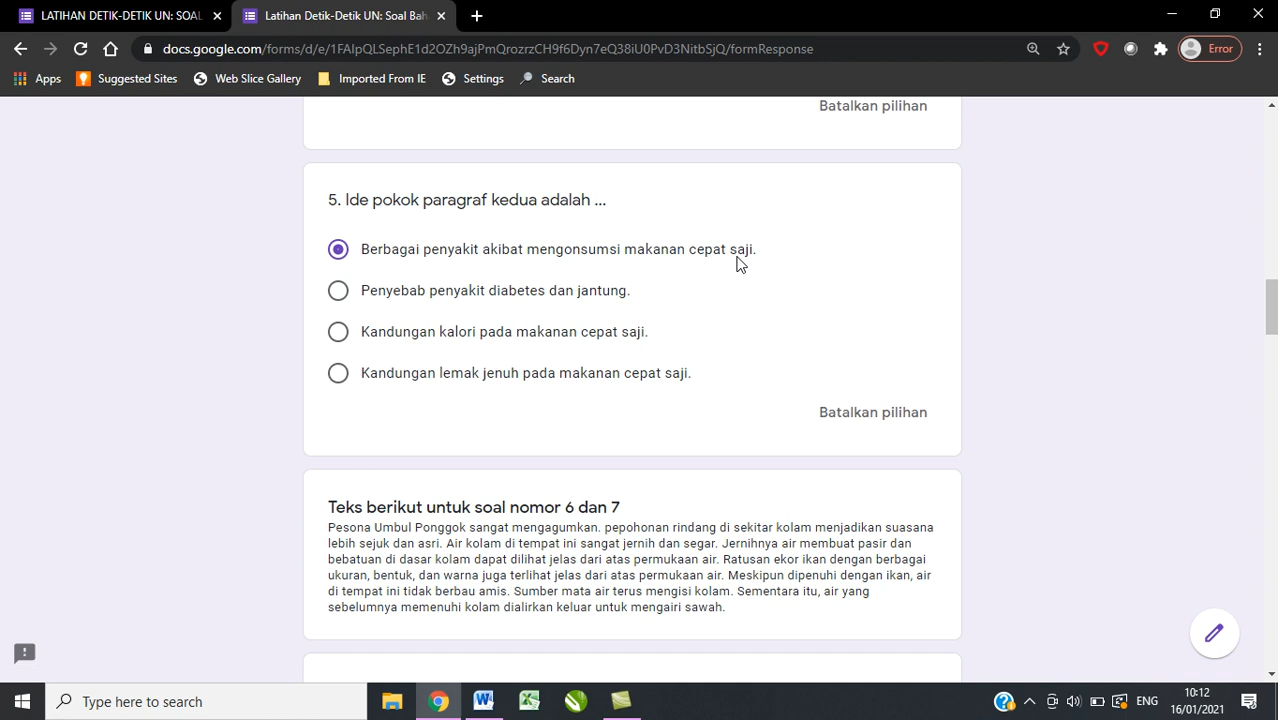 LATIHAN DETIK-DETIK UN: SOAL
Latihan Detik-Detik UN: Soal Bah
docs.google.com/forms/d/e/1FAIpQLSephE1d2OZh9ajPmQrozrzCH9f6Dyn7eQ38iU0PvD3NitbSjQ/formResponse
Error
Apps
Suggested Sites
Web Slice Gallery
Imported From IE
Settings
Search
Batalkan pilihan
5. Ide pokok paragraf kedua adalah ...
Berbagai penyakit akibat mengonsumsi makanan cepat saji.
Penyebab penyakit diabetes dan jantung.
Kandungan kalori pada makanan cepat saji.
Kandungan lemak jenuh pada makanan cepat saji.
Batalkan pilihan
Teks berikut untuk soal nomor 6 dan 7
Pesona Umbul Ponggok sangat mengagumkan. pepohonan rindang di sekitar kolam menjadikan suasana
lebih sejuk dan asri. Air kolam di tempat ini sangat jernih dan segar. Jernihnya air membuat pasir dan
bebatuan di dasar kolam dapat dilihat jelas dari atas permukaan air. Ratusan ekor ikan dengan berbagai
ukuran, bentuk, dan warna juga terlihat jelas dari atas permukaan air. Meskipun dipenuhi dengan ikan, air
di tempat ini tidak berbau amis. Sumber mata air terus mengisi kolam. Sementara itu, air yang
sebelumnya memenuhi kolam dialirkan keluar untuk mengairi sawah.
Type here to search
ENG
10:12
16/01/2021